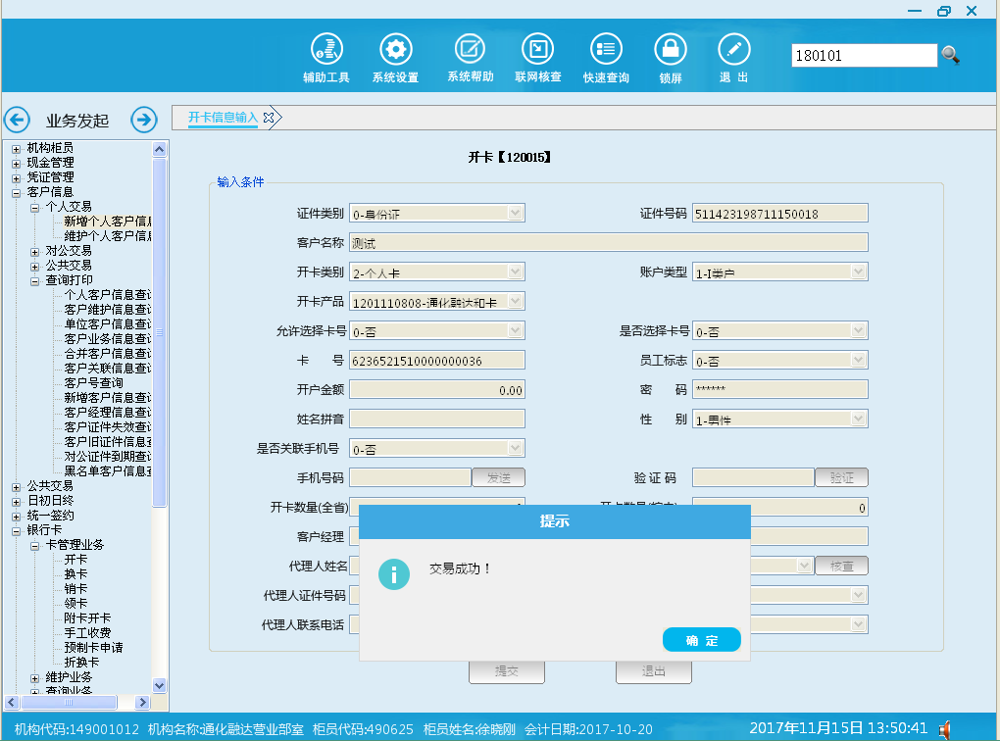 辅助工具 系统设置 系统帮助 联网核查 快速查询 锁屏 退 出 180101
业务发起 开卡信息输入
机构柜员
现金管理
凭证管理
客户信息
个人交易
新增个人客户信息
维护个人客户信息
对公交易
公共交易
查询打印
个人客户信息查询
客户维护信息查询
单位客户信息查询
客户业务信息查询
合并客户信息查询
客户关联信息查询
客户号查询
新增客户信息查询
客户经理信息查询
客户证件失效查询
客户旧证件信息查
对公证件到期查询
黑名单客户信息查
公共交易
日初日终
统一签约
银行卡
卡管理业务
开卡
换卡
销卡
领卡
附卡开卡
手工收费
预制卡申请
折换卡
维护业务
查询业务
开卡【120015】
输入条件
证件类别 0-身份证 证件号码 511423198711150018
客户名称 测试
开卡类别 2-个人卡 账户类型 1-I类户
开卡产品 1201110808-通化融达和卡
允许选择卡号 0-否 是否选择卡号 0-否
卡 号 6236521510000000036 员工标志 0-否
开户金额 0.00 密 码 ******
姓名拼音 性 别 1-男性
是否关联手机号 0-否
手机号码 发送 验 证 码 验证
开卡数量(全省) 0
客户经理
代理人姓名 核查
代理人证件号码
代理人联系电话
提示
交易成功！
确 定
提交 退出
机构代码:149001012 机构名称:通化融达营业部室 柜员代码:490625 柜员姓名:徐晓刚 会计日期:2017-10-20 2017年11月15日 13:50:41